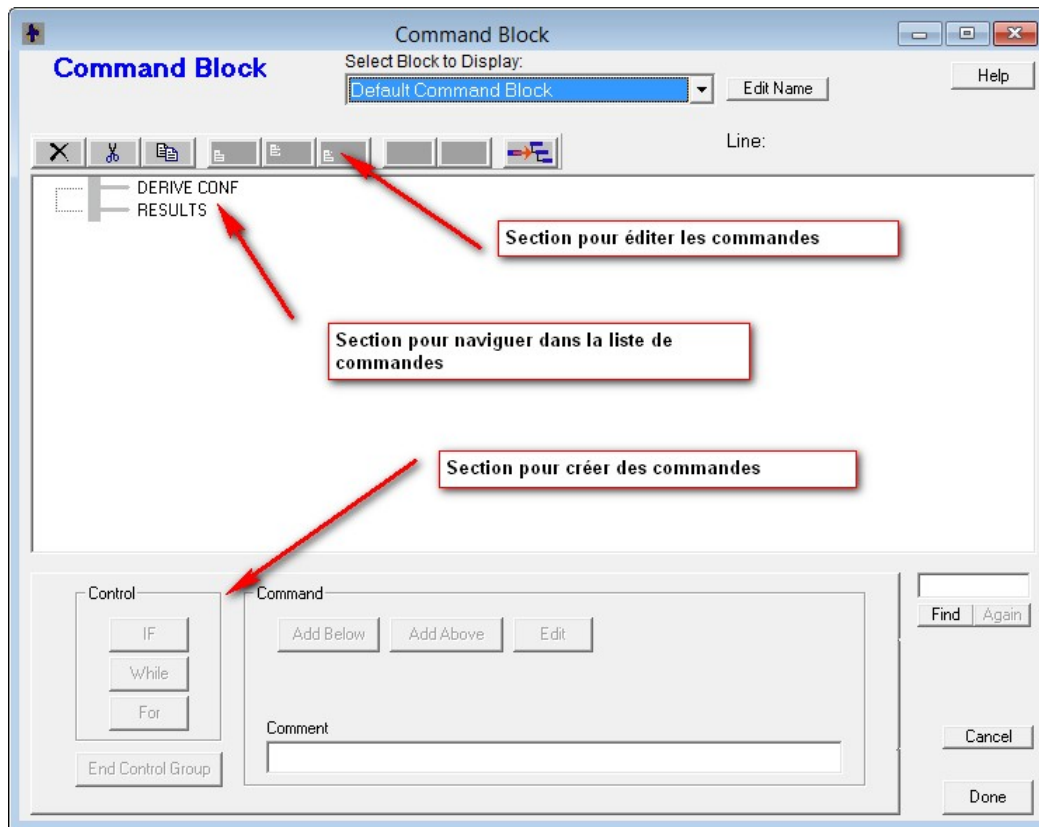 Command Block
Command Block
Select Block to Display:
Default Command Block
Edit Name
Help
Line:
DERIVE CONF
RESULTS
Section pour éditer les commandes
Section pour naviguer dans la liste de
commandes
Section pour créer des commandes
Control
IF
While
For
End Control Group
Command
Add Below
Add Above
Edit
Comment
Find
Again
Cancel
Done